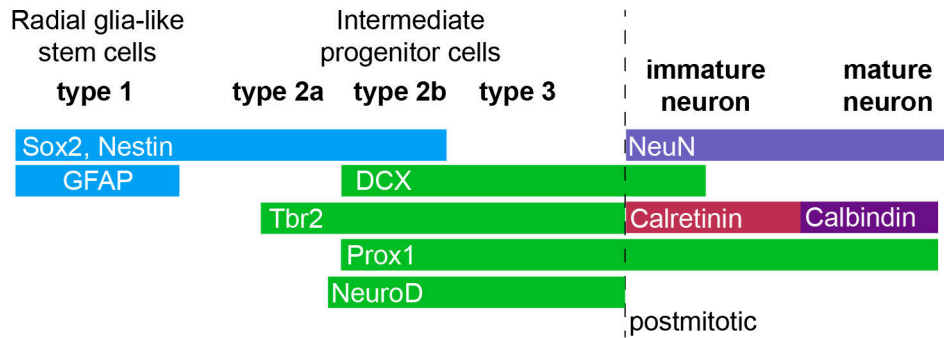 Radial glia-like
stem cells
Intermediate
progenitor cells
type 1
type 2a
type 2b
type 3
immature
neuron
mature
neuron
Sox2, Nestin
NeuN
GFAP
DCX
Tbr2
Calretinin
Calbindin
Prox1
NeuroD
postmitotic